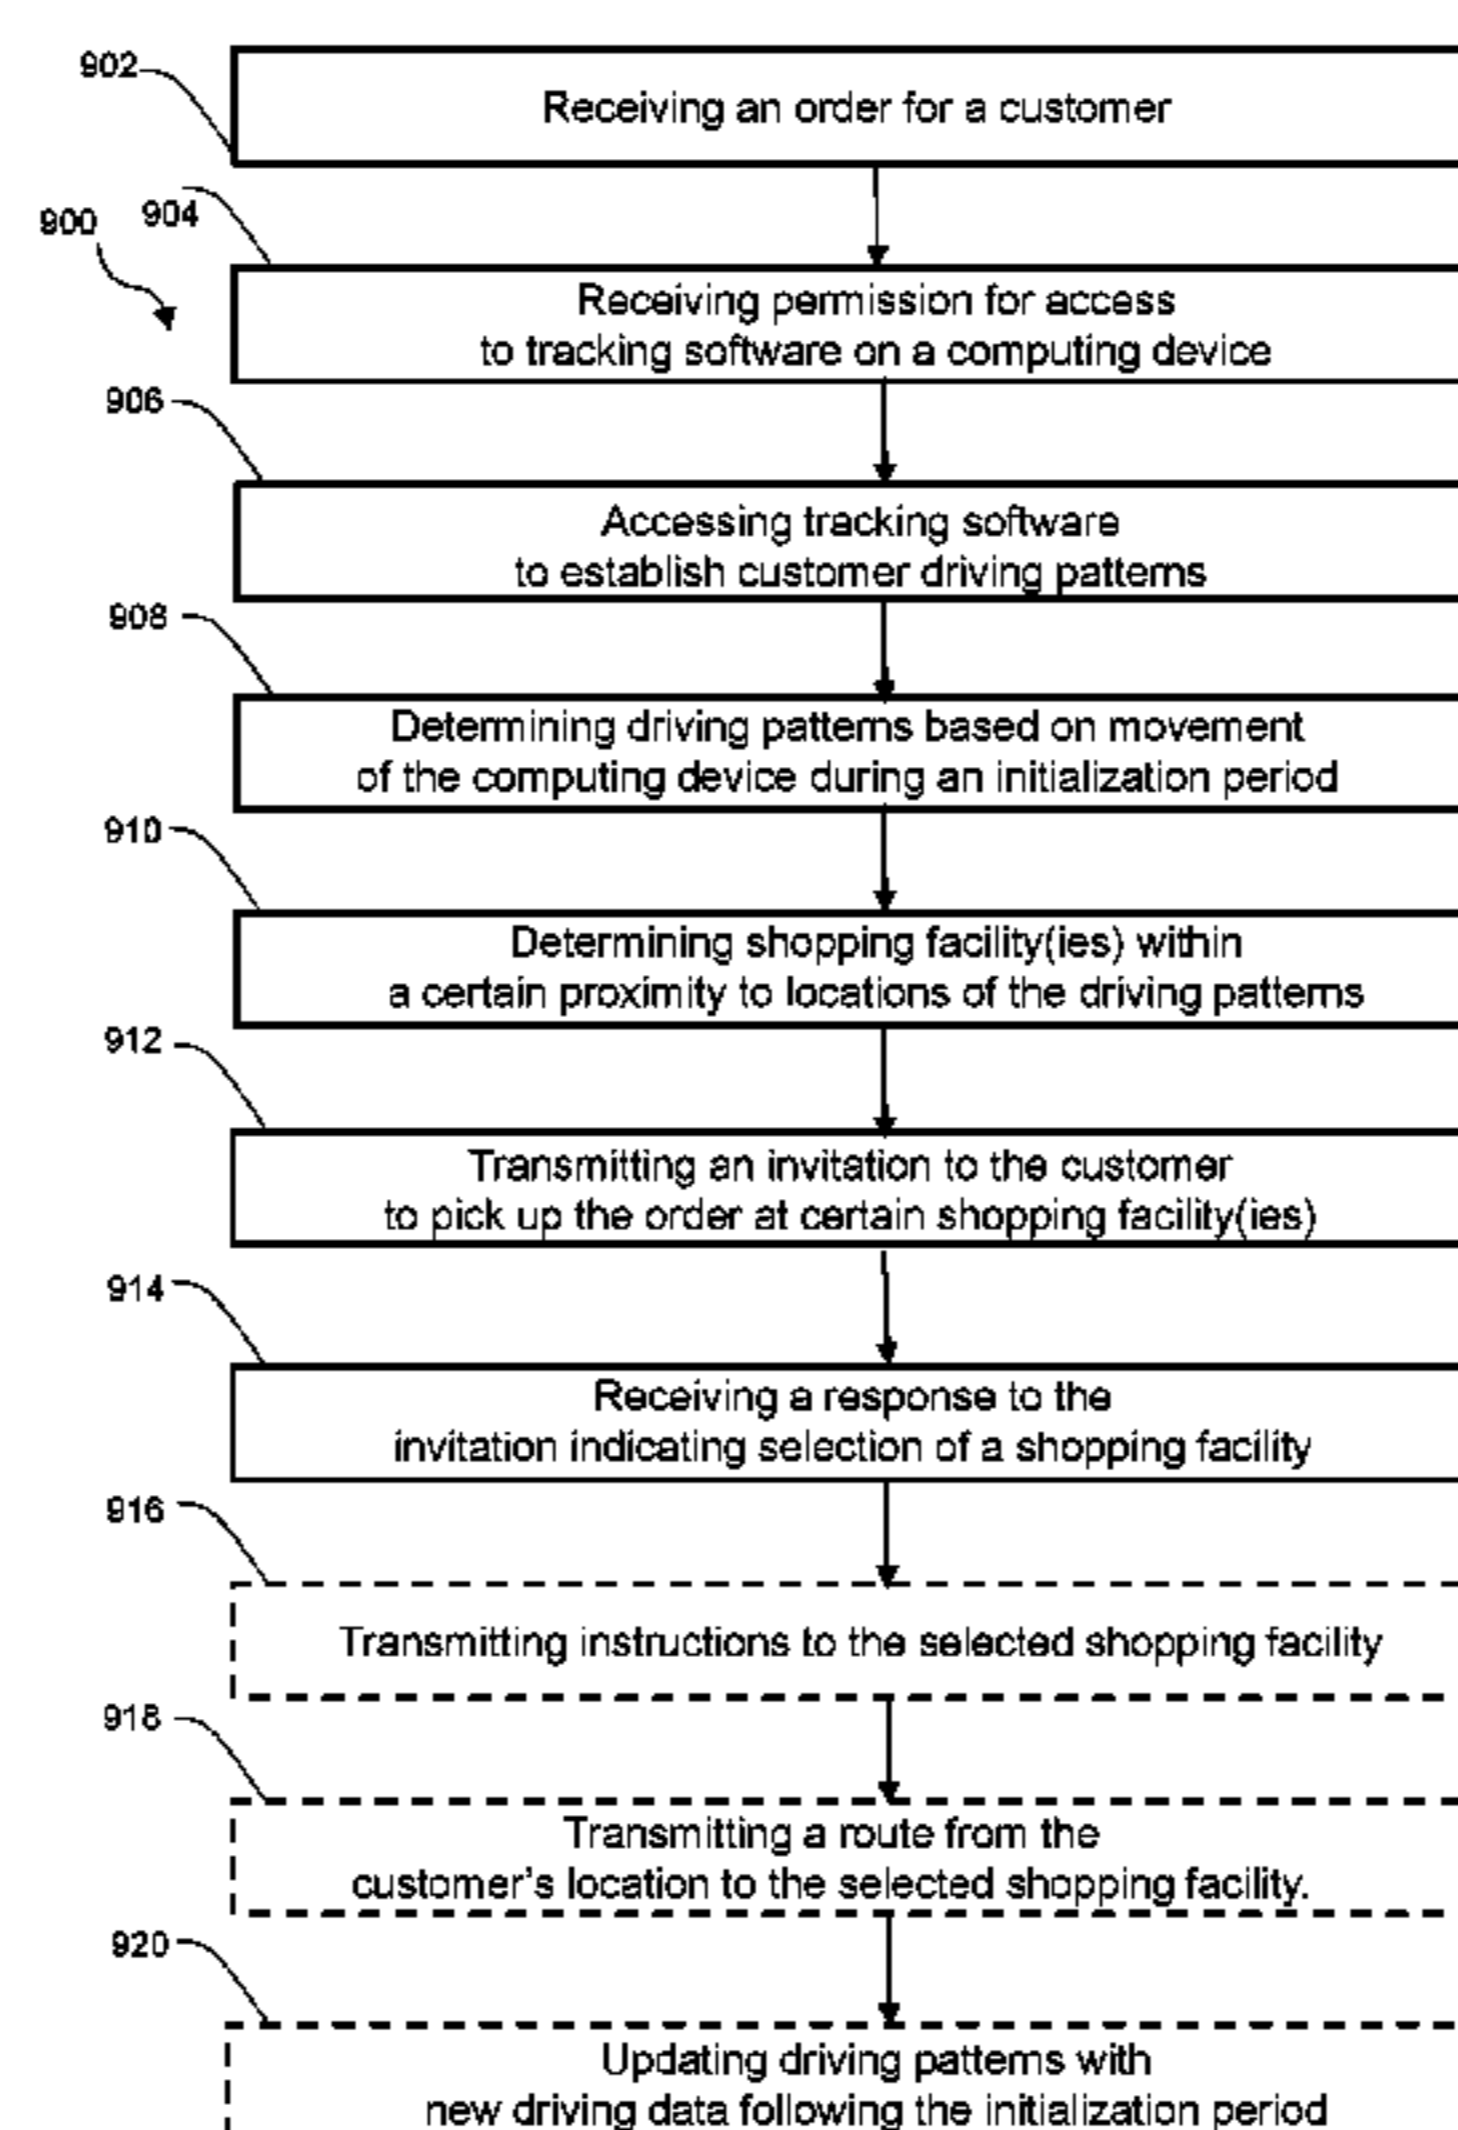 902
Receiving an order for a customer
900
904
Receiving permission for access
to tracking software on a computing device
906
Accessing tracking software
to establish customer driving patterns
908
Determining driving patterns based on movement
of the computing device during an initialization period
910
Determining shopping facility(ies) within
a certain proximity to locations of the driving patterns
912
Transmitting an invitation to the customer
to pick up the order at certain shopping facility(ies)
914
Receiving a response to the
invitation indicating selection of a shopping facility
916
Transmitting instructions to the selected shopping facility
918
Transmitting a route from the
customer's location to the selected shopping facility.
920
Updating driving patterns with
new driving data following the initialization period